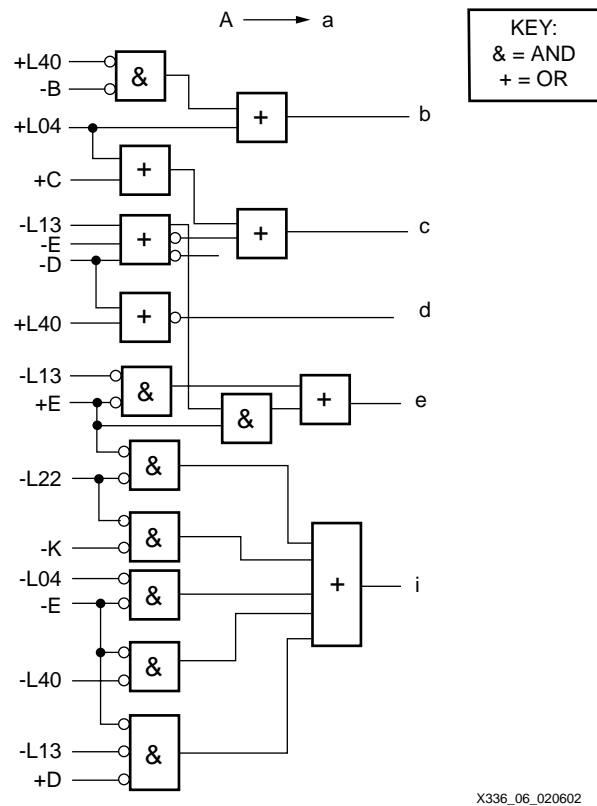 A a
KEY:
& = AND
+ = OR
+L40
-B
&
+L04
+
b
+C
+
-L13
-E
-D
+
+
c
+L40
+
d
-L13
+E
&
&
+
e
&
-L22
&
-K
-L04
-E
&
+
i
&
-L40
-L13
+D
&
X336_06_020602